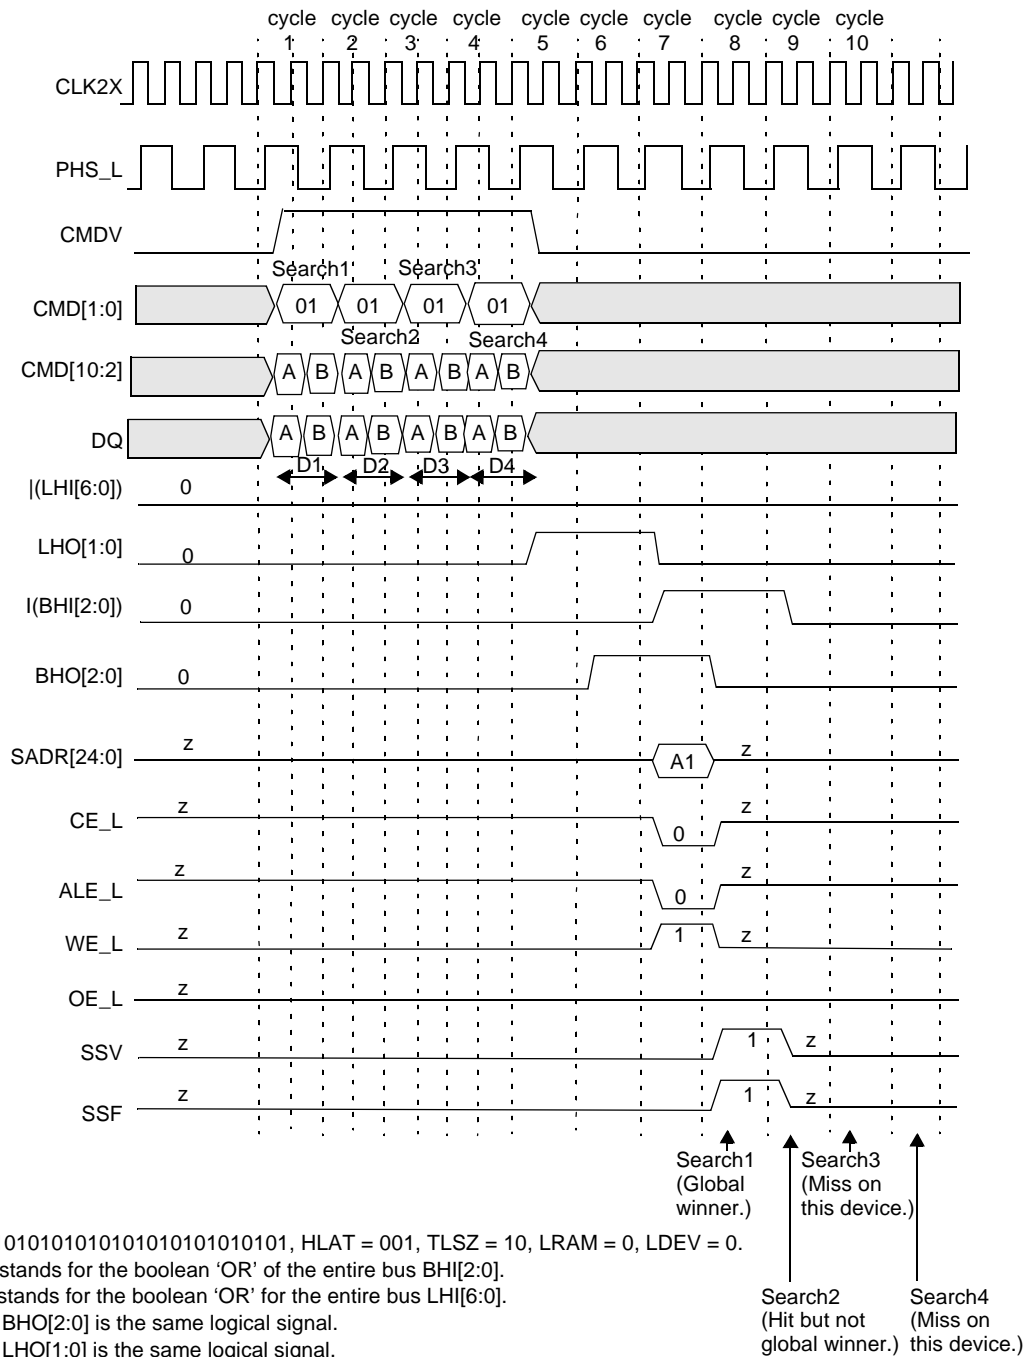 cycle cycle cycle cycle cycle cycle cycle cycle cycle cycle
1 2 3 4 5 6 7 8 9 10
CLK2X
PHS_L
CMDV
Search1 Search3
CMD[1:0] 01 01 01 01
Search2 Search4
CMD[10:2] A B A B A B A B
DQ A B A B A B A B
D1 D2 D3 D4
|(LHI[6:0]) 0
LHO[1:0] 0
I(BHI[2:0]) 0
BHO[2:0] 0
SADR[24:0] z A1 z
CE_L z 0 z
ALE_L z 0 z
WE_L z 1 z
OE_L z
SSV z 1 z
SSF z 1 z
Search1
(Global
winner.)
Search3
(Miss on
this device.)
010101010101010101010101, HLAT = 001, TLSZ = 10, LRAM = 0, LDEV = 0.
stands for the boolean ‘OR’ of the entire bus BHI[2:0].
stands for the boolean ‘OR’ for the entire bus LHI[6:0].
BHO[2:0] is the same logical signal.
LHO[1:0] is the same logical signal.
Search2
(Hit but not
global winner.)
Search4
(Miss on
this device.)